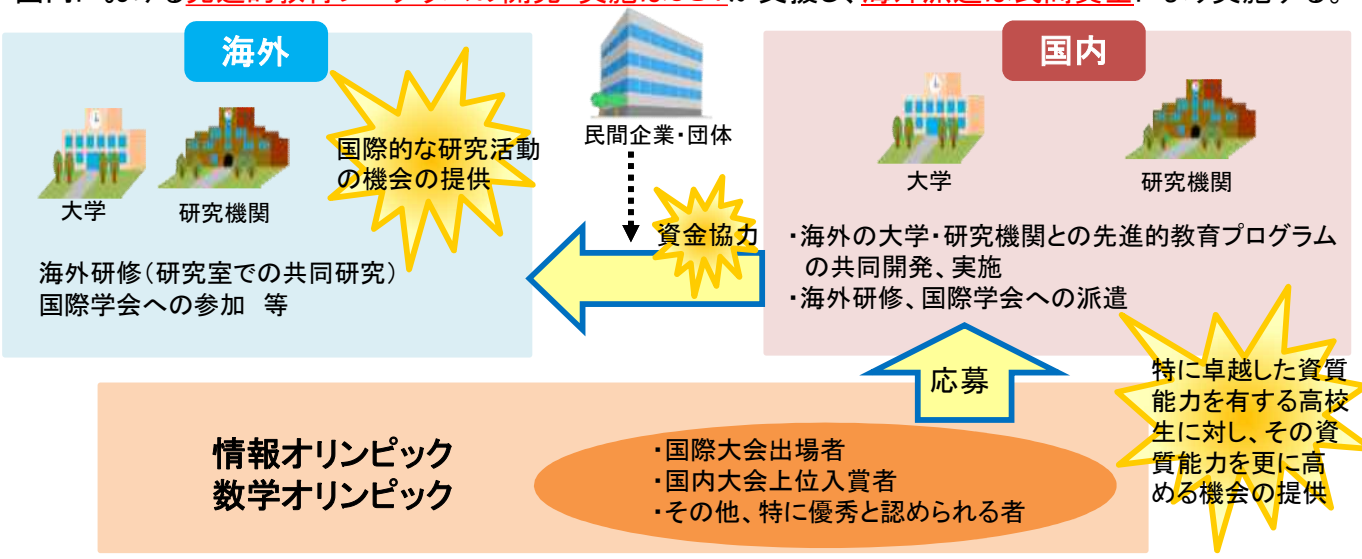 海外
国内
民間企業・団体
大学
研究機関
国際的な研究活動
の機会の提供
資金協力
海外研修（研究室での共同研究）
国際学会への参加 等
大学
研究機関
・海外の大学・研究機関との先進的教育プログラム
の共同開発、実施
・海外研修、国際学会への派遣
応募
特に卓越した資質
能力を有する高校
生に対し、その資
質能力を更に高
める機会の提供
情報オリンピック
数学オリンピック
・国際大会出場者
・国内大会上位入賞者
・その他、特に優秀と認められる者